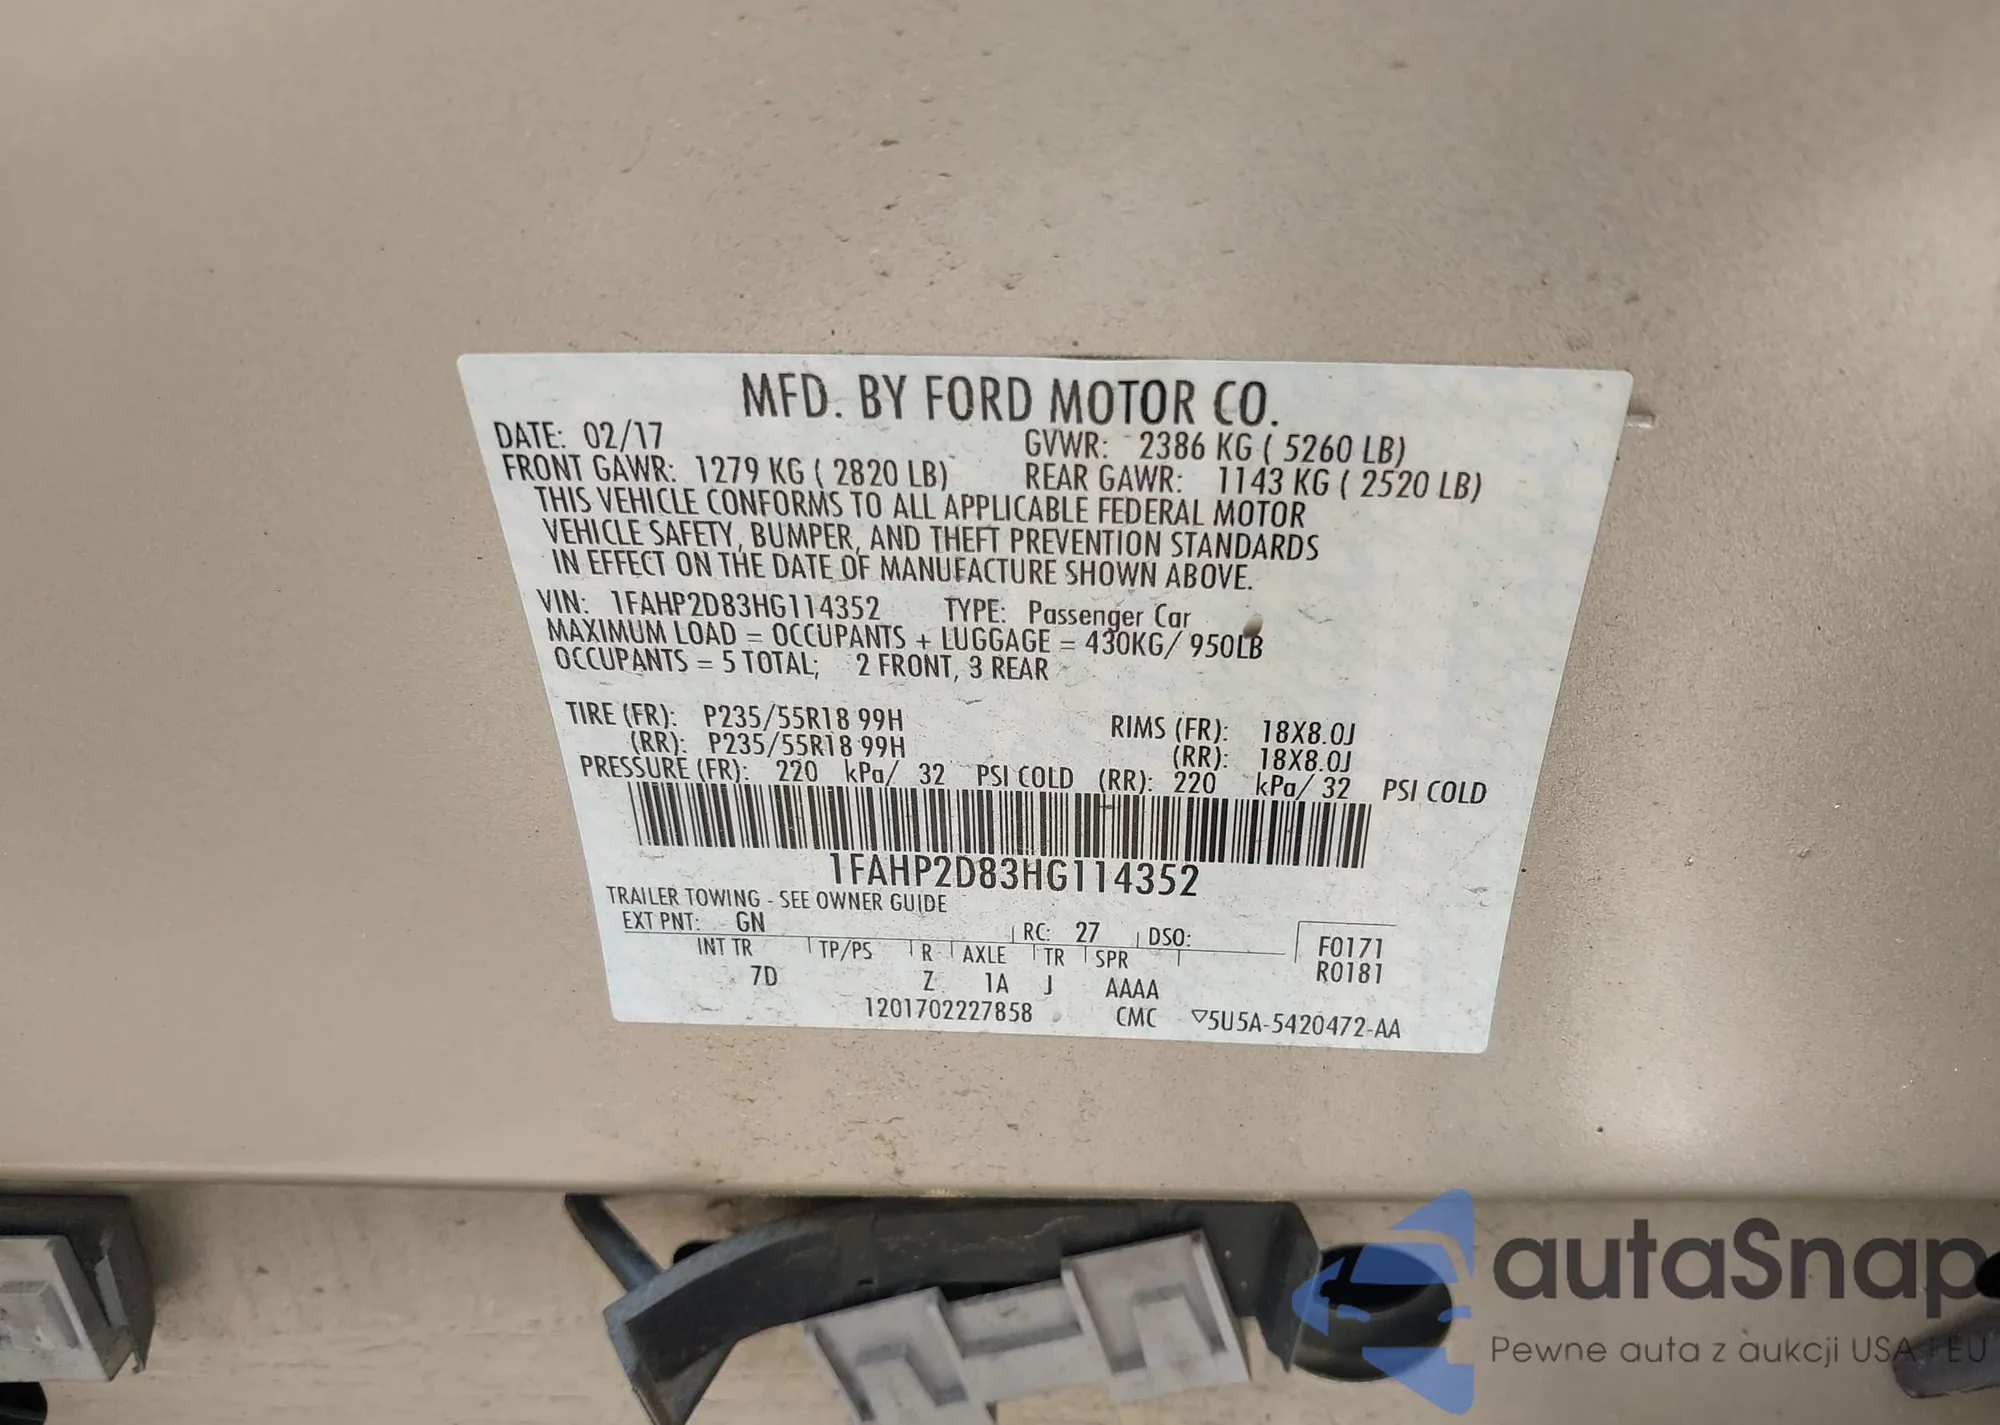 MFD. BY FORD MOTOR CO.
DATE: 02/17 GVWR: 2386 KG ( 5260 LB)
FRONT GAWR: 1279 KG ( 2820 LB) REAR GAWR: 1143 KG ( 2520 LB)
THIS VEHICLE CONFORMS TO ALL APPLICABLE FEDERAL MOTOR
VEHICLE SAFETY, BUMPER, AND THEFT PREVENTION STANDARDS
IN EFFECT ON THE DATE OF MANUFACTURE SHOWN ABOVE.
VIN: 1FAHP2D83HG114352 TYPE: Passenger Car
MAXIMUM LOAD = OCCUPANTS + LUGGAGE = 430KG/ 950LB
OCCUPANTS = 5 TOTAL; 2 FRONT, 3 REAR
TIRE (FR): P235/55R18 99H RIMS (FR): 18X8.0J
(RR): P235/55R18 99H (RR): 18X8.0J
PRESSURE (FR): 220 kPa/ 32 PSI COLD (RR): 220 kPa/ 32 PSI COLD
1FAHP2D83HG114352
TRAILER TOWING - SEE OWNER GUIDE
EXT PNT: GN RC: 27 DSO: F0171
INT TR TP/PS R AXLE TR SPR R0181
7D Z 1A J AAAA
1201702227858 CMC ▽5U5A-5420472-AA
autaSnap
Pewne auta z aukcji USA i EU